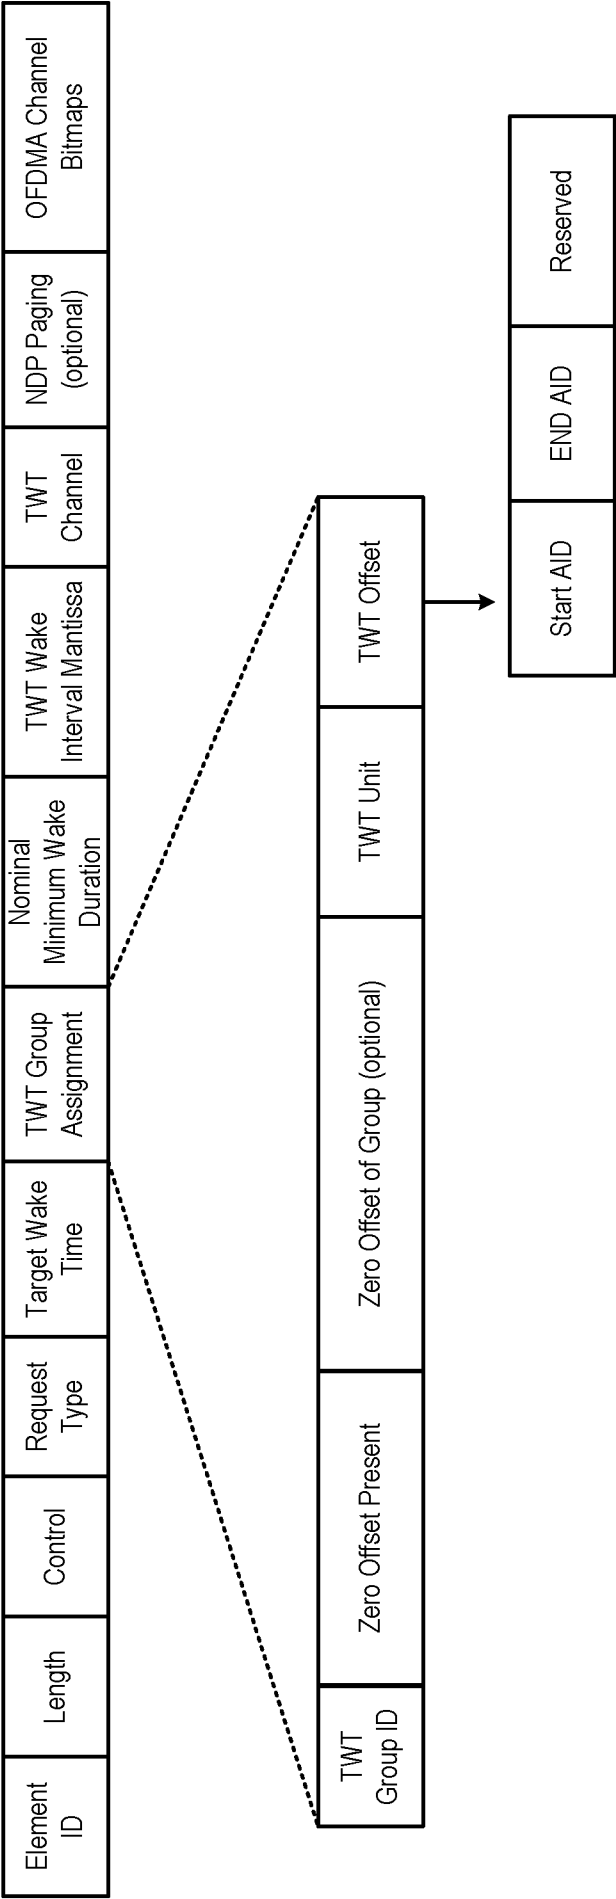 Element
ID
Length
Control
Request
Type
Target Wake
Time
TWT Group
Assignment
Nominal
Minimum Wake
Duration
TWT Wake
Interval Mantissa
TWT
Channel
NDP Paging
(optional)
OFDMA Channel
Bitmaps
TWT
Group ID
Zero Offset Present
Zero Offset of Group (optional)
TWT Unit
TWT Offset
Start AID
END AID
Reserved